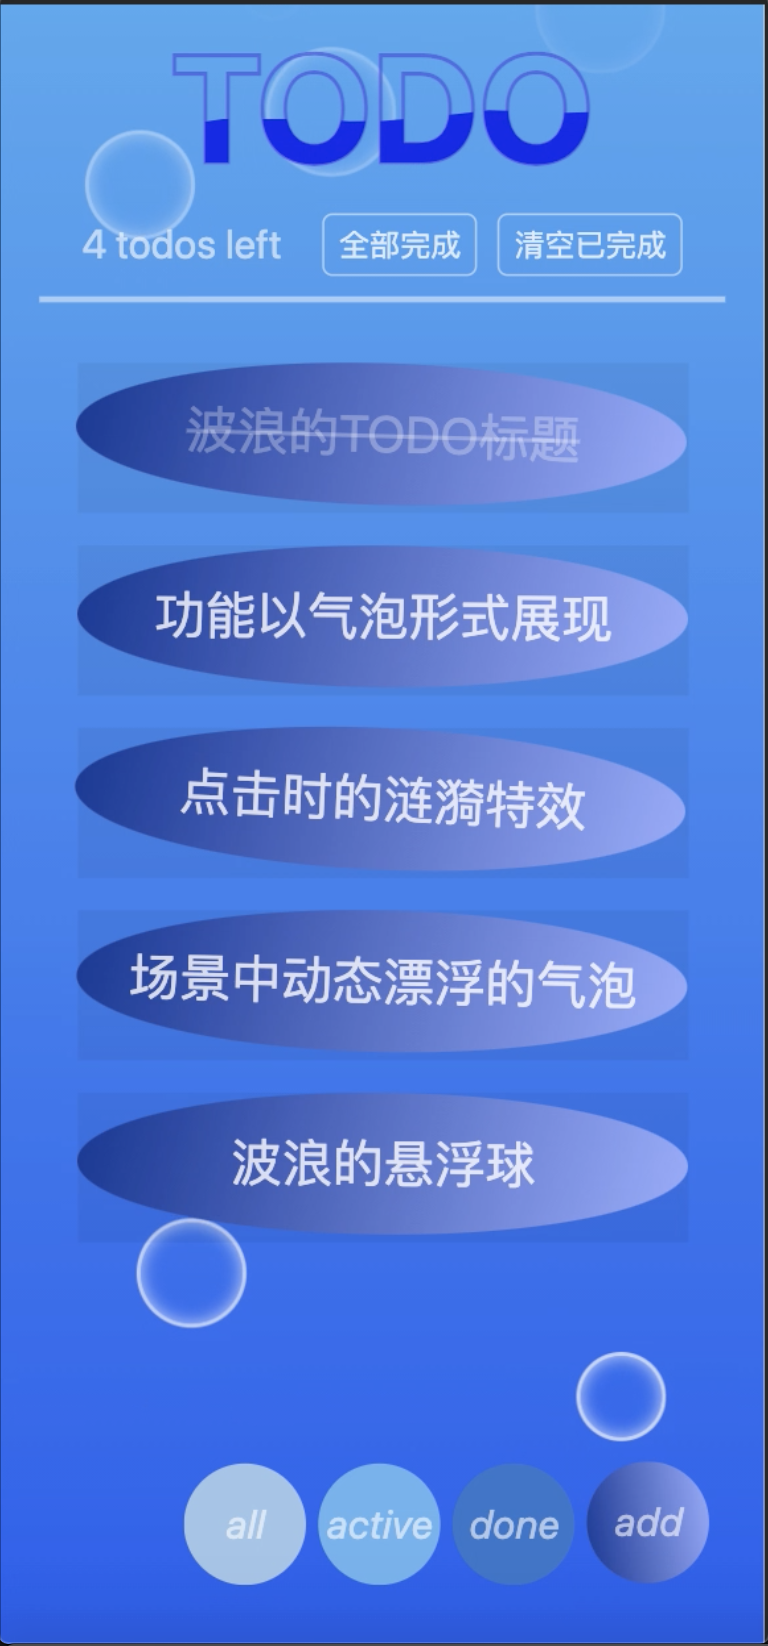 TODO
4 todos left 全部完成 清空已完成
波浪的TODO标题
功能以气泡形式展现
点击时的涟漪特效
场景中动态漂浮的气泡
波浪的悬浮球
all active done add